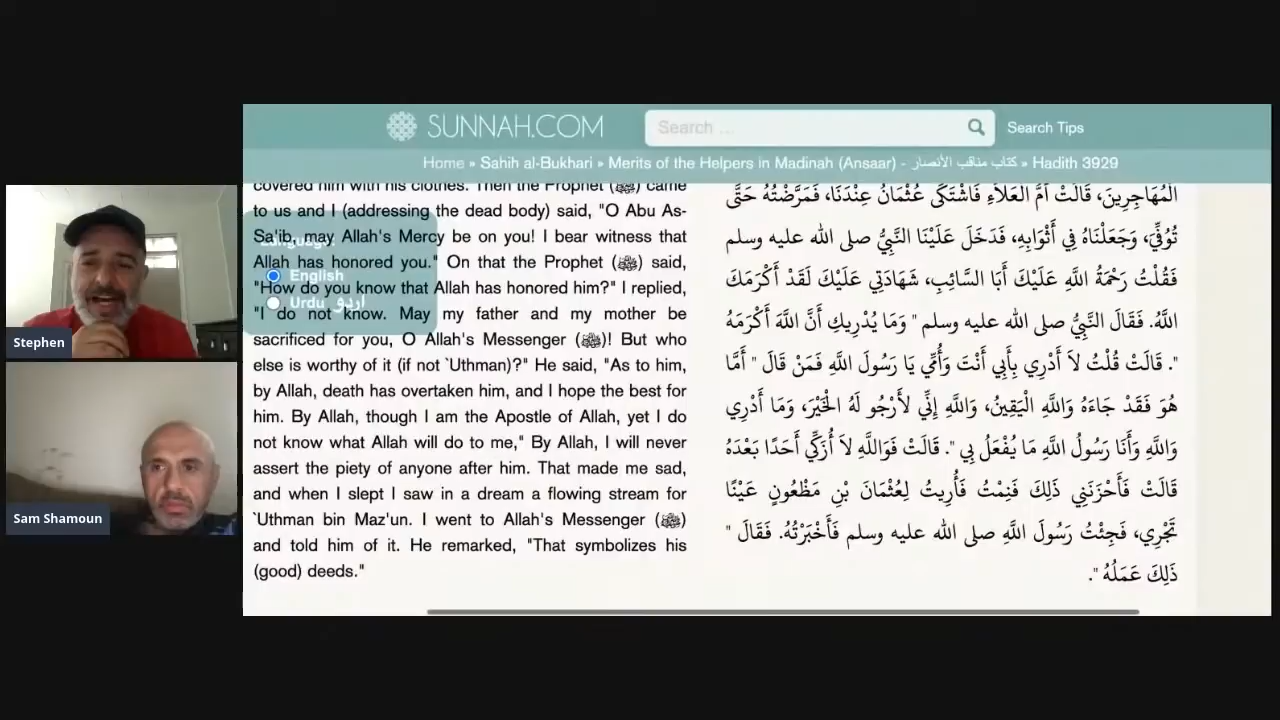 SUNNAH.COM
Search ...
Search Tips
Home » Sahih al-Bukhari » Merits of the Helpers in Madinah (Ansaar) - كتاب مناقب الأنصار » Hadith 3929
covered him with his clothes. Then the Prophet (ﷺ) came
to us and I (addressing the dead body) said, "O Abu As-
Sa'ib, may Allah's Mercy be on you! I bear witness that
Allah has honored you." On that the Prophet (ﷺ) said,
"How do you know that Allah has honored him?" I replied,
"I do not know. May my father and my mother be
sacrificed for you, O Allah's Messenger (ﷺ)! But who
else is worthy of it (if not `Uthman)?" He said, "As to him,
by Allah, death has overtaken him, and I hope the best for
him. By Allah, though I am the Apostle of Allah, yet I do
not know what Allah will do to me," By Allah, I will never
assert the piety of anyone after him. That made me sad,
and when I slept I saw in a dream a flowing stream for
`Uthman bin Maz'un. I went to Allah's Messenger (ﷺ)
and told him of it. He remarked, "That symbolizes his
(good) deeds."
Language:
English
Urdu اردو
الْمُهَاجِرِينَ، قَالَتْ أُمُّ الْعَلاَءِ فَاشْتَكَى عُثْمَانُ عِنْدَنَا، فَمَرَّضْتُهُ حَتَّى
تُوُفِّيَ، وَجَعَلْنَاهُ فِي أَثْوَابِهِ، فَدَخَلَ عَلَيْنَا النَّبِيُّ صلى الله عليه وسلم
فَقُلْتُ رَحْمَةُ اللَّهِ عَلَيْكَ أَبَا السَّائِبِ، شَهَادَتِي عَلَيْكَ لَقَدْ أَكْرَمَكَ
اللَّهُ. فَقَالَ النَّبِيُّ صلى الله عليه وسلم " وَمَا يُدْرِيكِ أَنَّ اللَّهَ أَكْرَمَهُ
". قَالَتْ قُلْتُ لاَ أَدْرِي بِأَبِي أَنْتَ وَأُمِّي يَا رَسُولَ اللَّهِ فَمَنْ قَالَ " أَمَّا
هُوَ فَقَدْ جَاءَهُ وَاللَّهِ الْيَقِينُ، وَاللَّهِ إِنِّي لأَرْجُو لَهُ الْخَيْرَ، وَمَا أَدْرِي
وَاللَّهِ وَأَنَا رَسُولُ اللَّهِ مَا يُفْعَلُ بِي ". قَالَتْ فَوَاللَّهِ لاَ أُزَكِّي أَحَدًا بَعْدَهُ
قَالَتْ فَأَحْزَنَنِي ذَلِكَ فَنِمْتُ فَأُرِيتُ لِعُثْمَانَ بْنِ مَظْعُونٍ عَيْنًا
تَجْرِي، فَجِئْتُ رَسُولَ اللَّهِ صلى الله عليه وسلم فَأَخْبَرْتُهُ. فَقَالَ "
ذَلِكَ عَمَلُهُ ".
Stephen
Sam Shamoun